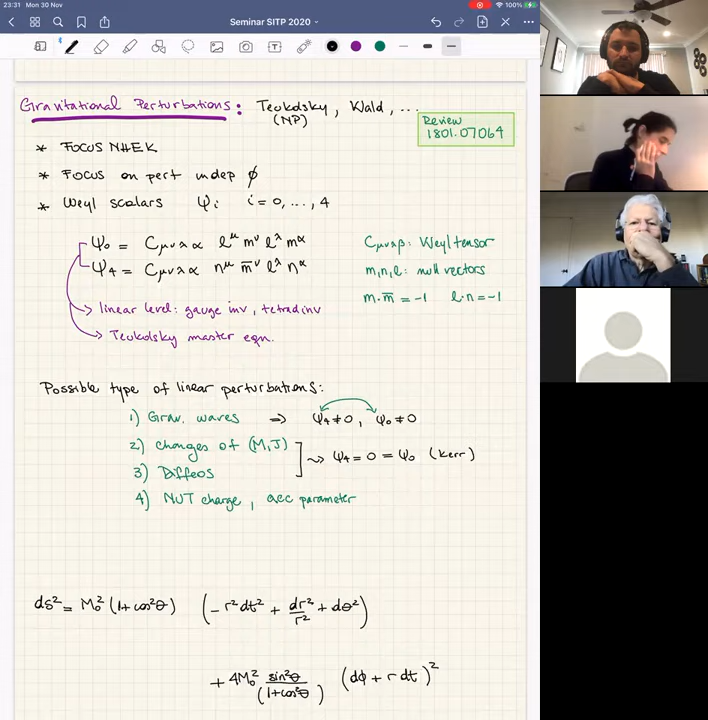 23:31 Mon 30 Nov
100%
Seminar SITP 2020
Gravitational Perturbations: Teukolsky, Wald, ...
(NP)
Review
1801.07064
* FOCUS NHEK
* FOCUS on pert indep ϕ
* Weyl scalars Ψi i = 0, ..., 4
Ψ₀ = Cμνλα l^μ m^ν l^λ m^α
Ψ₄ = Cμνλα n^μ m̄^ν l^λ n^α
Cμνλρ: Weyl tensor
m, n, l: null vectors
m·m̄ = -1 l·n = -1
linear level: gauge inv, tetrad inv
Teukolsky master eqn.
Possible type of linear perturbations:
1) Grav. waves ⇒ Ψ₄ ≠ 0, Ψ₀ ≠ 0
2) changes of (M, J)
Ψ₄ = 0 = Ψ₀ (Kerr)
3) Diffeos
4) NUT charge, acc parameter
ds² = M₀² (1+cos²θ) (- r²dt² + dr²/r² + dθ²)
+ 4M₀² sin²θ/(1+cos²θ) (dϕ + r dt)²